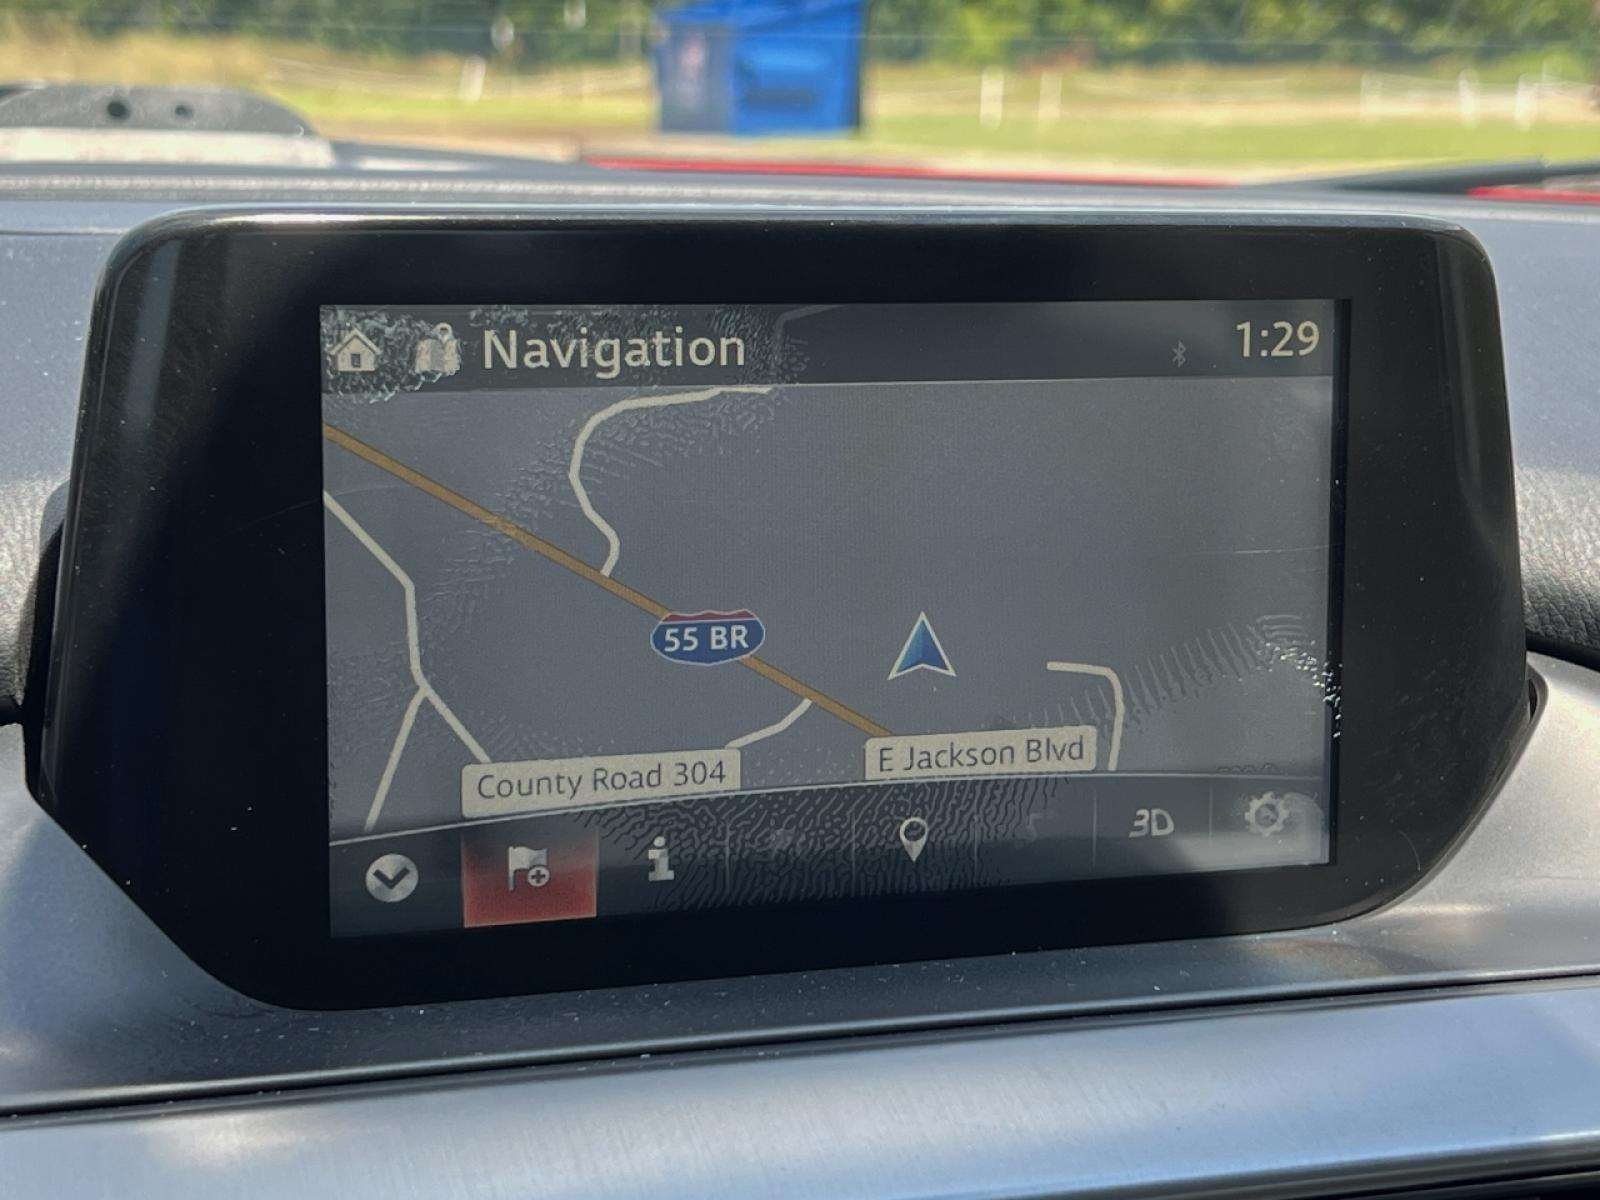 Navigation
1:29
55 BR
E Jackson Blvd
County Road 304
i
3D